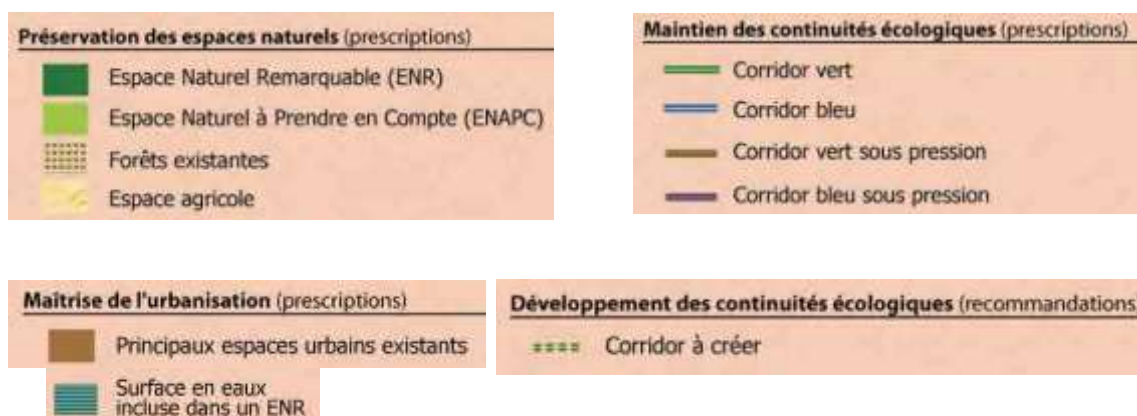 Préservation des espaces naturels (prescriptions)
Espace Naturel Remarquable (ENR)
Espace Naturel à Prendre en Compte (ENAPC)
Forêts existantes
Espace agricole
Maintien des continuités écologiques (prescriptions)
Corridor vert
Corridor bleu
Corridor vert sous pression
Corridor bleu sous pression
Maîtrise de l'urbanisation (prescriptions)
Principaux espaces urbains existants
Surface en eaux
incluse dans un ENR
Développement des continuités écologiques (recommandations
Corridor à créer